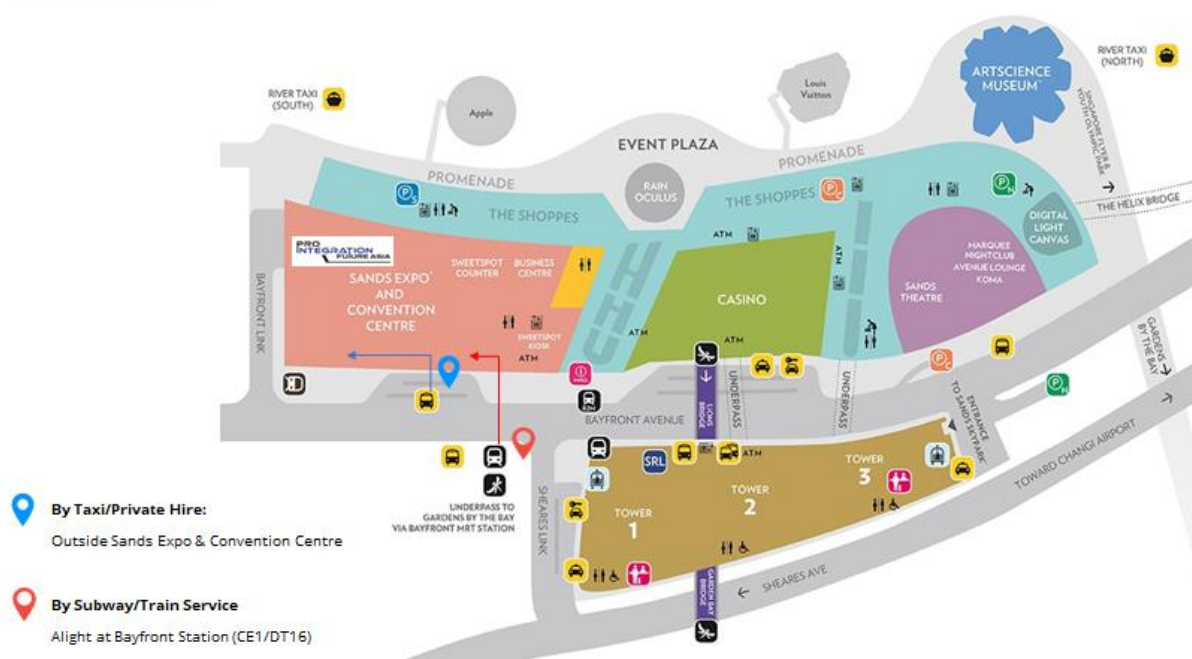 RIVER TAXI
(SOUTH)
Apple
Louis
Vuitton
ARTSCIENCE
MUSEUM
RIVER TAXI
(NORTH)
EVENT PLAZA
PROMENADE
PROMENADE
SINGAPORE FLYER &
YOUTH OLYMPIC PARK
THE HELIX BRIDGE
RAIN
OCULUS
THE SHOPPES
THE SHOPPES
DIGITAL
LIGHT
CANVAS
PRO
INTEGRATION
FUTURE ASIA
SWEETSPOT
COUNTER
BUSINESS
CENTRE
SANDS EXPO
AND
CONVENTION
CENTRE
SWEETSPOT
KIOSK
ATM
ATM
ATM
ATM
ATM
CASINO
MARQUEE
NIGHTCLUB
AVENUE LOUNGE
KOMA
SANDS
THEATRE
BAYFRONT LINK
BAYFRONT AVENUE
LIONS
BRIDGE
UNDERPASS
UNDERPASS
ENTRANCE
TO SANDS SKYPARK
GARDENS
BY THE BAY
TOWARD CHANGI AIRPORT
SRL
ATM
TOWER
1
TOWER
2
TOWER
3
SHEARES LINK
SHEARES AVE
GARDEN BAY
BRIDGE
UNDERPASS TO
GARDENS BY THE BAY
VIA BAYFRONT MRT STATION
By Taxi/Private Hire:
Outside Sands Expo & Convention Centre
By Subway/Train Service
Alight at Bayfront Station (CE1/DT16)